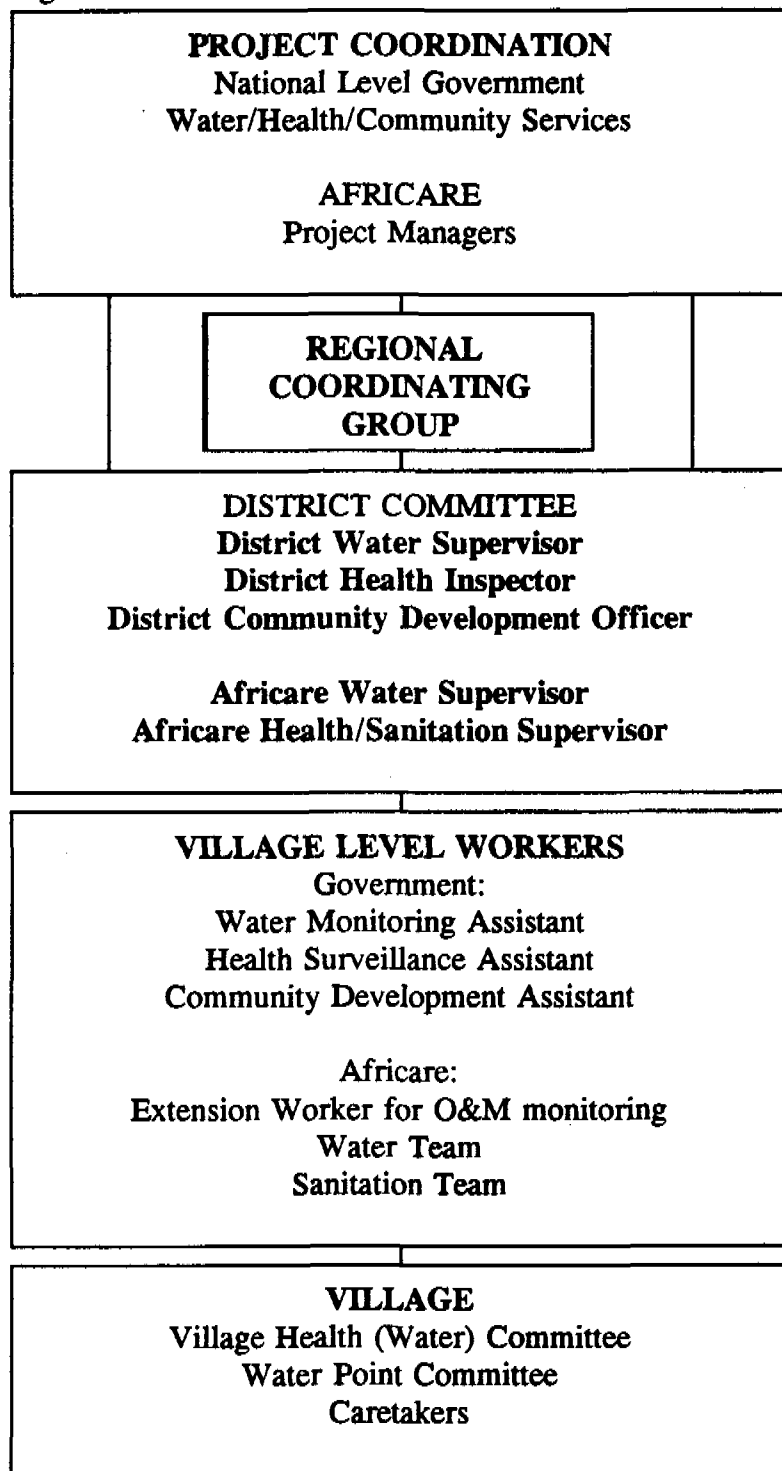 PROJECT COORDINATION
National Level Government
Water/Health/Community Services
AFRICARE
Project Managers
REGIONAL
COORDINATING
GROUP
DISTRICT COMMITTEE
District Water Supervisor
District Health Inspector
District Community Development Officer
Africare Water Supervisor
Africare Health/Sanitation Supervisor
VILLAGE LEVEL WORKERS
Government:
Water Monitoring Assistant
Health Surveillance Assistant
Community Development Assistant
Africare:
Extension Worker for O&M monitoring
Water Team
Sanitation Team
VILLAGE
Village Health (Water) Committee
Water Point Committee
Caretakers